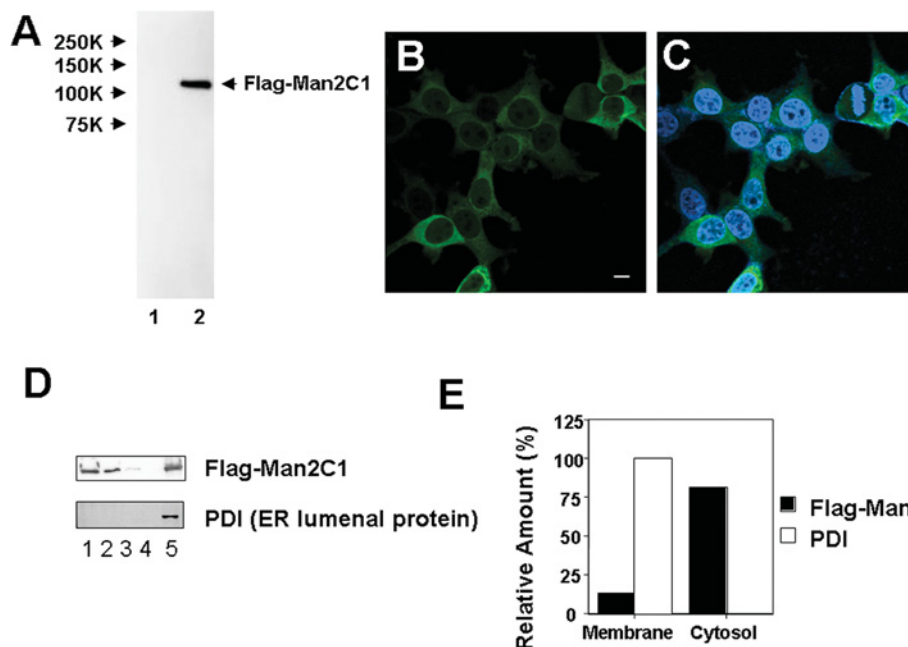 A
250K
150K
100K
75K
Flag-Man2C1
1 2
B
C
D
Flag-Man2C1
PDI (ER lumenal protein)
1 2 3 4 5
E
Relative Amount (%)
125
100
75
50
25
0
Membrane Cytosol
Flag-Man
PDI